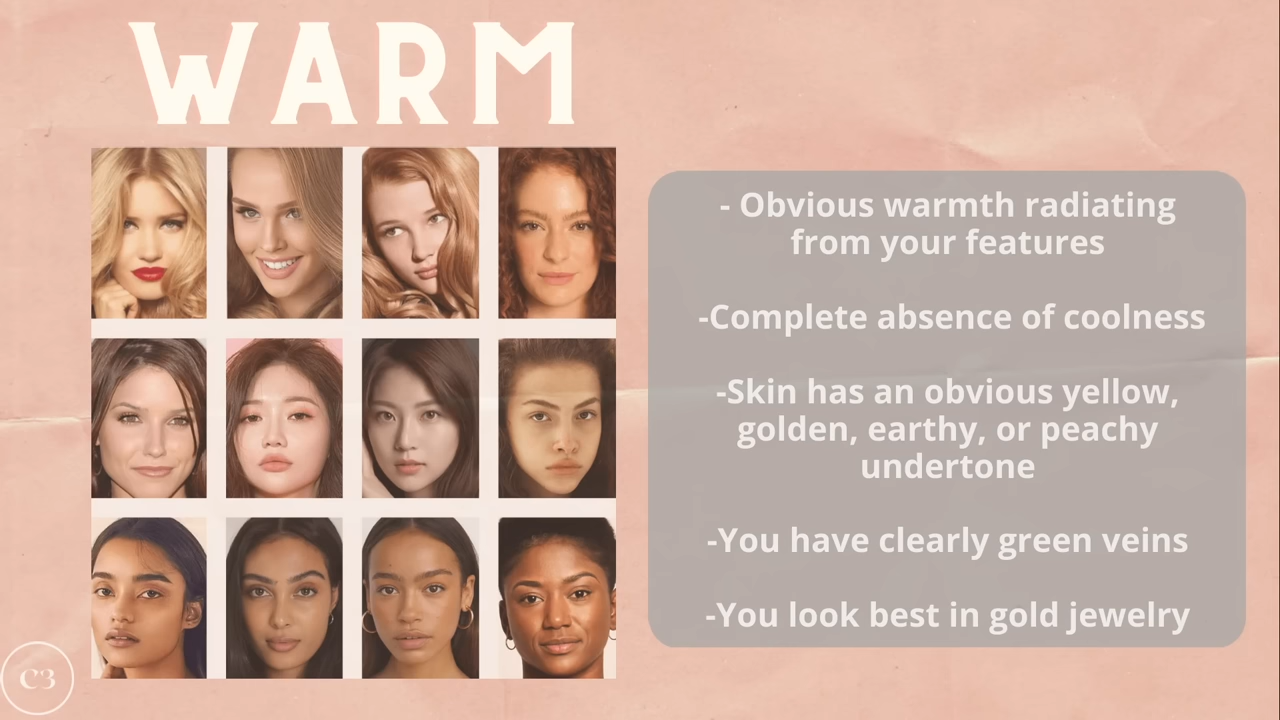 WARM
- Obvious warmth radiating
from your features
-Complete absence of coolness
-Skin has an obvious yellow,
golden, earthy, or peachy
undertone
-You have clearly green veins
-You look best in gold jewelry
C3